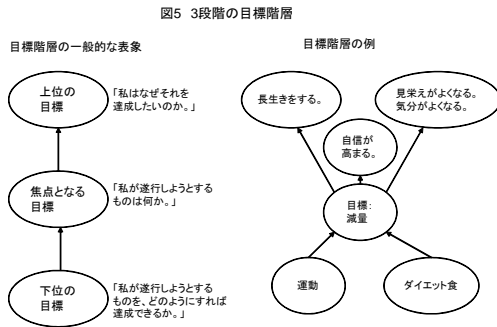 図5 3段階の目標階層
目標階層の一般的な表象
上位の
目標
「私はなぜそれを
達成したいのか。」
焦点となる
目標
「私が遂行しようとする
ものは何か。」
下位の
目標
「私が遂行しようとする
ものを、どのようにすれば
達成できるか。」
目標階層の例
長生きをする。
見栄えがよくなる。
気分がよくなる。
自信が
高まる。
目標:
減量
運動
ダイエット食